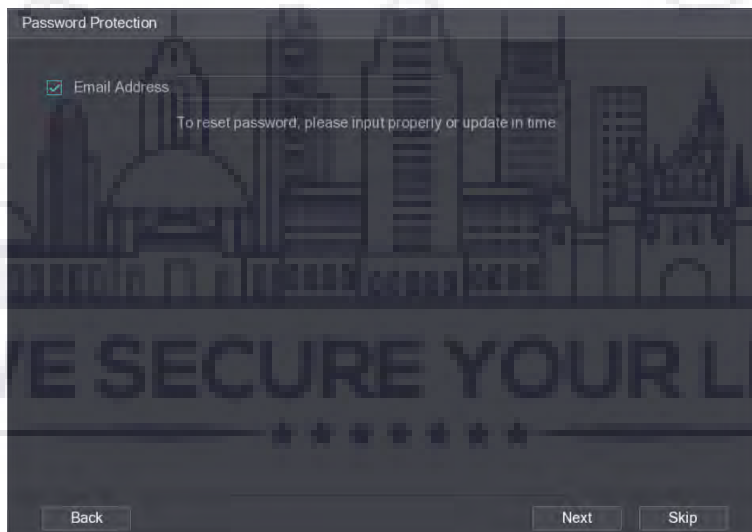 Password Protection
Email Address
To reset password, please input properly or update in time
E SECURE YOUR L
Back Next Skip